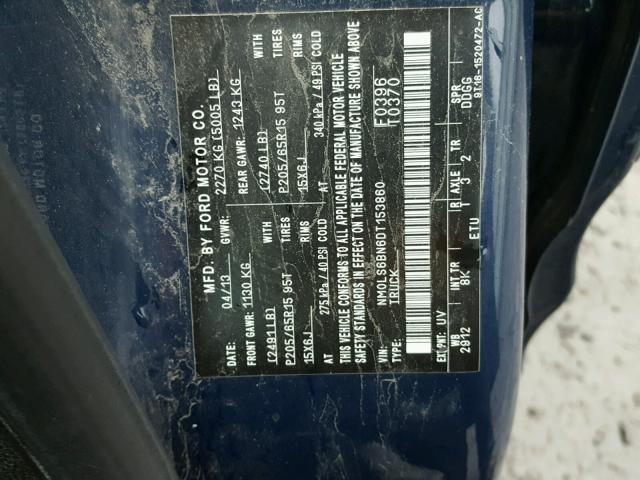 MFD. BY FORD MOTOR CO.
DATE: 04/13 GVWR: 2270 KG (5005 LB)
FRONT GAWR: 1130 KG REAR GAWR: 1243 KG
(2491LB) WITH (2740 LB) WITH
P205/65R15 95T TIRES P205/65R15 95T TIRES
15X6J RIMS 15X6J RIMS
AT 275 kPa / 40 PSI COLD AT 340 kPa / 49 PSI COLD
THIS VEHICLE CONFORMS TO ALL APPLICABLE FEDERAL MOTOR VEHICLE
SAFETY STANDARDS IN EFFECT ON THE DATE OF MANUFACTURE SHOWN ABOVE
VIN: NM0LS6BN6DT153860 F0396
TYPE: TRUCK T0370
EXT PNT: UV
WB INT TR R AXLE TR SPR
2912 8K 1 3 2 DDGG
ETU 9T16-1520472-AC